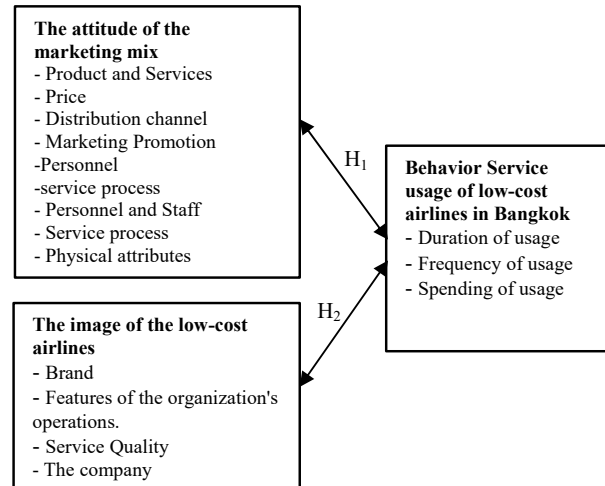 The attitude of the
marketing mix
- Product and Services
- Price
- Distribution channel
- Marketing Promotion
-Personnel
-service process
- Personnel and Staff
- Service process
- Physical attributes
H₁
Behavior Service
usage of low-cost
airlines in Bangkok
- Duration of usage
- Frequency of usage
- Spending of usage
H₂
The image of the low-cost
airlines
- Brand
- Features of the organization's
operations.
- Service Quality
- The company